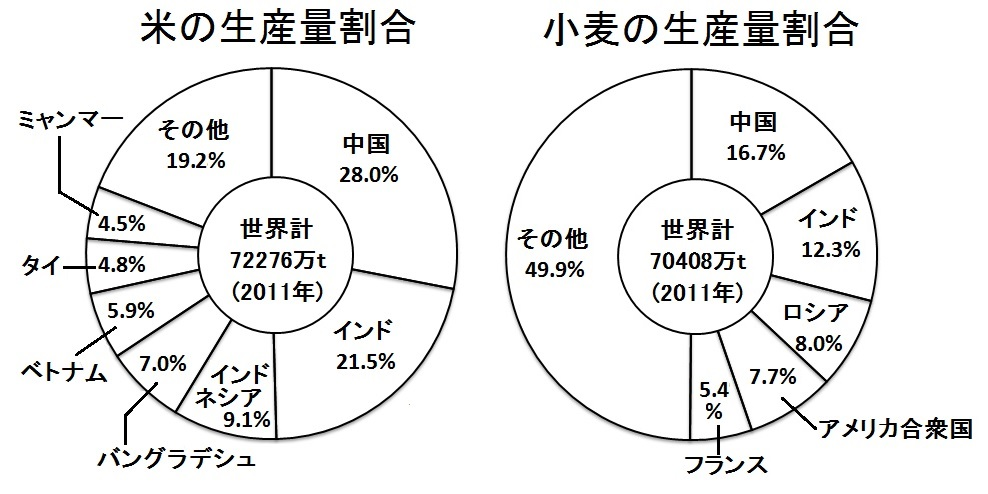 米の生産量割合
中国
28.0%
インド
21.5%
インド
ネシア
9.1%
7.0%
バングラデシュ
5.9%
ベトナム
4.8%
タイ
4.5%
ミャンマー
その他
19.2%
世界計
72276万t
(2011年)
小麦の生産量割合
中国
16.7%
インド
12.3%
ロシア
8.0%
7.7%
アメリカ合衆国
5.4
%
フランス
その他
49.9%
世界計
70408万t
(2011年)